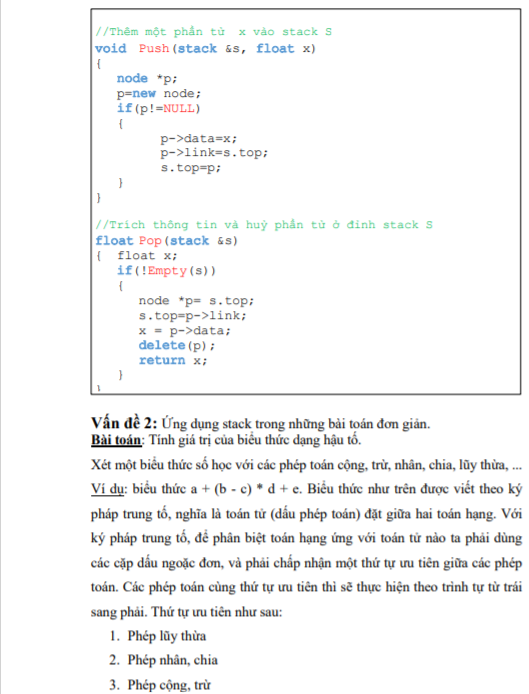 //Thêm một phần tử x vào stack S
void Push(stack &s, float x)
{
node *p;
p=new node;
if(p!=NULL)
{
p->data=x;
p->link=s.top;
s.top=p;
}
}
//Trích thông tin và huỷ phần tử ở đỉnh stack S
float Pop(stack &s)
{ float x;
if(!Empty(s))
{
node *p= s.top;
s.top=p->link;
x = p->data;
delete(p);
return x;
}
}
Vấn đề 2: Ứng dụng stack trong những bài toán đơn giản.
Bài toán: Tính giá trị của biểu thức dạng hậu tố.
Xét một biểu thức số học với các phép toán cộng, trừ, nhân, chia, lũy thừa, ...
Ví dụ: biểu thức a + (b - c) * d + e. Biểu thức như trên được viết theo ký
pháp trung tố, nghĩa là toán tử (dấu phép toán) đặt giữa hai toán hạng. Với
ký pháp trung tố, để phân biệt toán hạng ứng với toán tử nào ta phải dùng
các cặp dấu ngoặc đơn, và phải chấp nhận một thứ tự ưu tiên giữa các phép
toán. Các phép toán cùng thứ tự ưu tiên thì sẽ thực hiện theo trình tự từ trái
sang phải. Thứ tự ưu tiên như sau:
1. Phép lũy thừa
2. Phép nhân, chia
3. Phép cộng, trừ